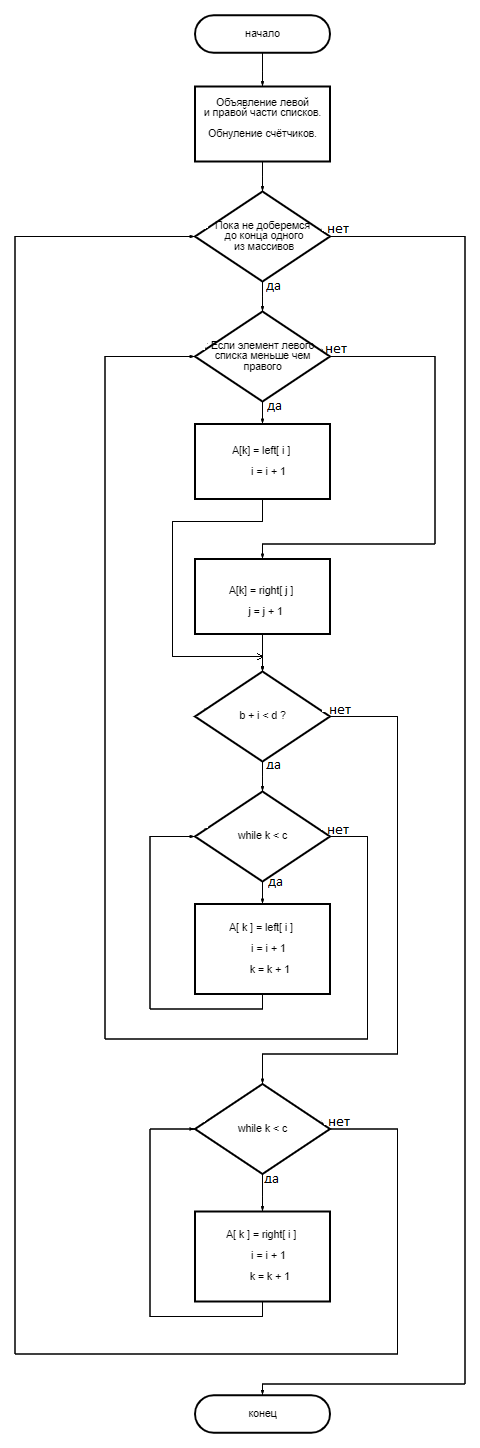 начало
Объявление левой
и правой части списков.
Обнуление счётчиков.
Пока не доберемся
до конца одного
из массивов
нет
да
Если элемент левого
списка меньше чем
правого
нет
да
A[k] = left[ i ]
i = i + 1
A[k] = right[ j ]
j = j + 1
b + i < d ?
нет
да
while k < c
нет
да
A[ k ] = left[ i ]
i = i + 1
k = k + 1
while k < c
нет
да
A[ k ] = right[ i ]
i = i + 1
k = k + 1
конец